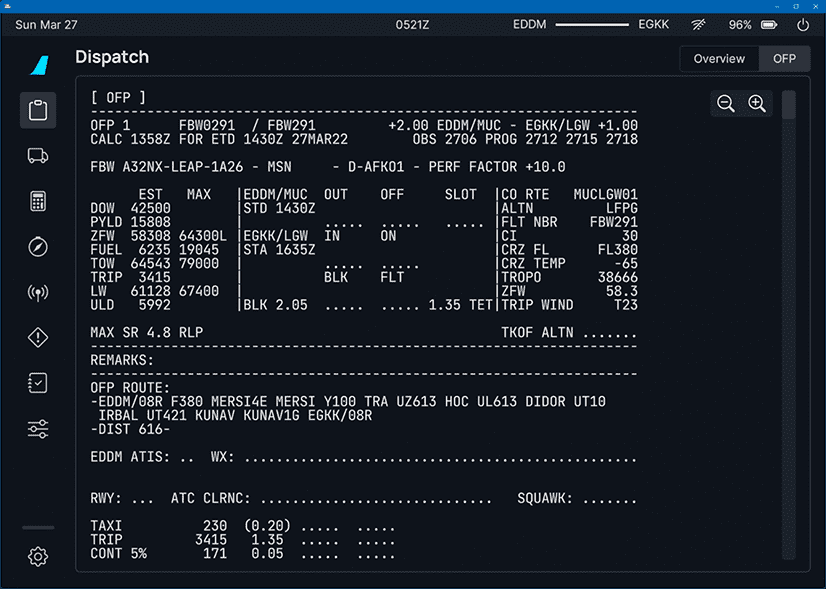 Sun Mar 27 0521Z EDDM EGKK 96%
Dispatch
Overview OFP
[ OFP ]
--------------------------------------------------------------------------------
OFP 1 FBW0291 / FBW291 +2.00 EDDM/MUC - EGKK/LGW +1.00
CALC 1358Z FOR ETD 1430Z 27MAR22 OBS 2706 PROG 2712 2715 2718
FBW A32NX-LEAP-1A26 - MSN - D-AFKO1 - PERF FACTOR +10.0
EST MAX |EDDM/MUC OUT OFF SLOT |CO RTE MUCLGW01
DOW 42500 |STD 1430Z |ALTN LFPG
PYLD 15808 | ..... ..... ..... |FLT NBR FBW291
ZFW 58308 64300L |EGKK/LGW IN ON |CI 30
FUEL 6235 19045 |STA 1635Z |CRZ FL FL380
TOW 64543 79000 | ..... ..... |CRZ TEMP -65
TRIP 3415 | BLK FLT |TROPO 38666
LW 61128 67400 | |ZFW 58.3
ULD 5992 |BLK 2.05 ..... ..... 1.35 TET|TRIP WIND T23
MAX SR 4.8 RLP TKOF ALTN .......
--------------------------------------------------------------------------------
REMARKS:
--------------------------------------------------------------------------------
OFP ROUTE:
-EDDM/08R F380 MERSI4E MERSI Y100 TRA UZ613 HOC UL613 DIDOR UT10
IRBAL UT421 KUNAV KUNAV1G EGKK/08R
-DIST 616-
EDDM ATIS: .. WX: ..........................................................
RWY: ... ATC CLRNC: .................................. SQUAWK: .......
TAXI 230 (0.20) ..... .....
TRIP 3415 1.35 ..... .....
CONT 5% 171 0.05 ..... .....